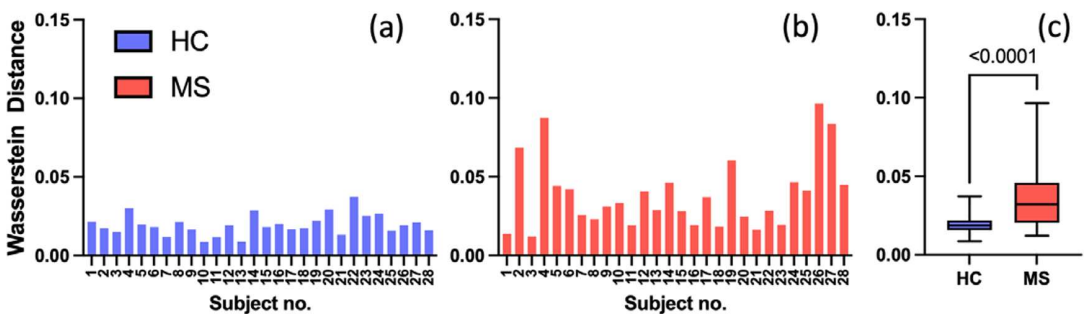 Wasserstein Distance
0.15
0.10
0.05
0.00
HC
MS
(a)
1 2 3 4 5 6 7 8 9 10 11 12 13 14 15 16 17 18 19 20 21 22 23 24 25 26 27 28
Subject no.
0.15
0.10
0.05
0.00
(b)
1 2 3 4 5 6 7 8 9 10 11 12 13 14 15 16 17 18 19 20 21 22 23 24 25 26 27 28
Subject no.
0.15
0.10
0.05
0.00
(c)
<0.0001
HC MS